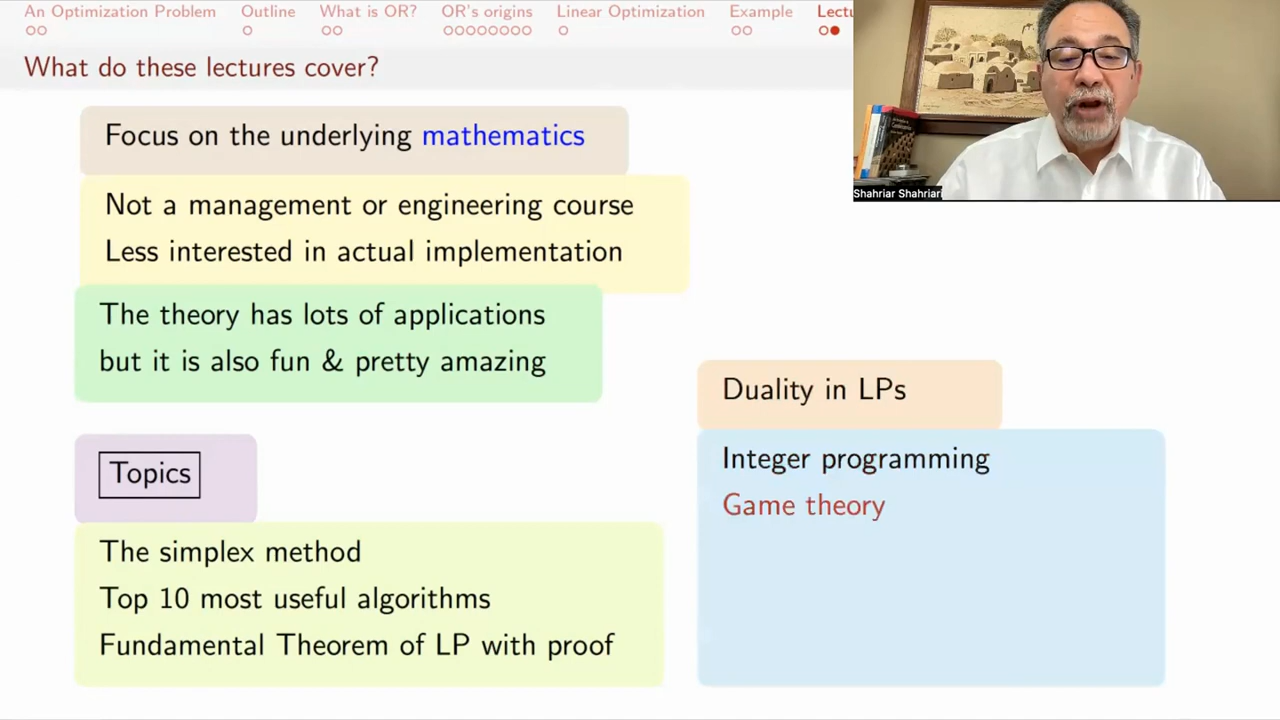 An Optimization Problem Outline What is OR? OR's origins Linear Optimization Example Lectu
What do these lectures cover?
Shahriar Shahriari
Focus on the underlying mathematics
Not a management or engineering course
Less interested in actual implementation
The theory has lots of applications
but it is also fun & pretty amazing
Topics
The simplex method
Top 10 most useful algorithms
Fundamental Theorem of LP with proof
Duality in LPs
Integer programming
Game theory